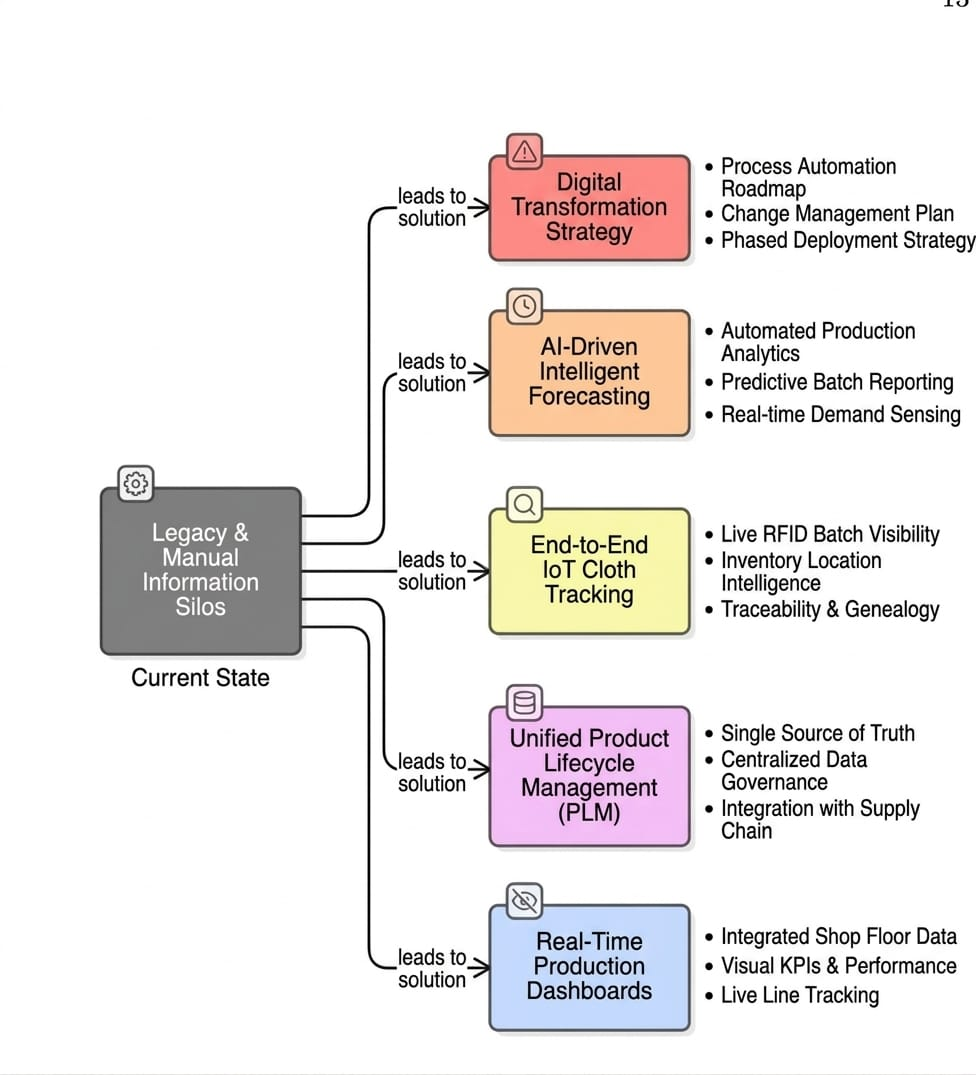 leads to
solution
Digital
Transformation
Strategy
• Process Automation
Roadmap
• Change Management Plan
• Phased Deployment Strategy
leads to
solution
AI-Driven
Intelligent
Forecasting
• Automated Production
Analytics
• Predictive Batch Reporting
• Real-time Demand Sensing
Legacy &
Manual
Information
Silos
Current State
leads to
solution
End-to-End
IoT Cloth
Tracking
• Live RFID Batch Visibility
• Inventory Location
Intelligence
• Traceability & Genealogy
leads to
solution
Unified Product
Lifecycle
Management
(PLM)
• Single Source of Truth
• Centralized Data
Governance
• Integration with Supply
Chain
leads to
solution
Real-Time
Production
Dashboards
• Integrated Shop Floor Data
• Visual KPIs & Performance
• Live Line Tracking